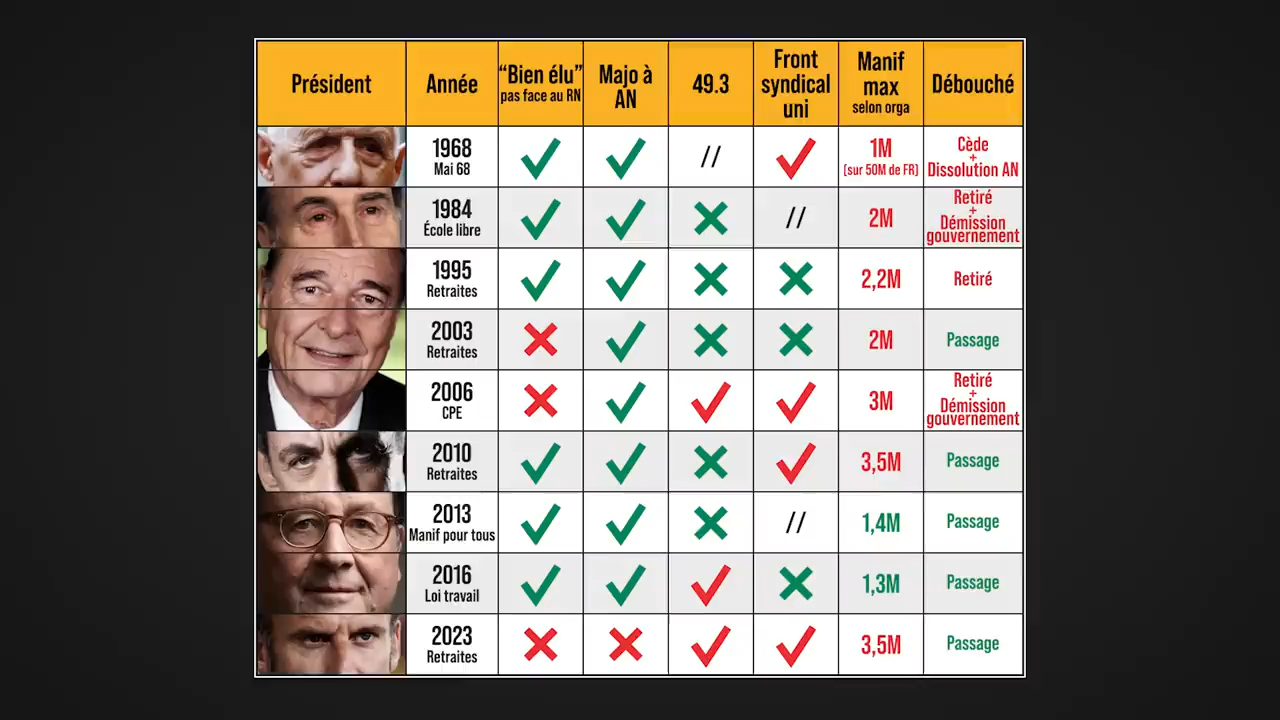 Président
Année
“Bien élu”
pas face au RN
Majo à
AN
49.3
Front
syndical
uni
Manif
max
selon orga
Débouché
1968
Mai 68
//
1M
[sur 50M de FR]
Cède
+
Dissolution AN
1984
École libre
//
2M
Retiré
+
Démission
gouvernement
1995
Retraites
2,2M
Retiré
2003
Retraites
2M
Passage
2006
CPE
3M
Retiré
+
Démission
gouvernement
2010
Retraites
3,5M
Passage
2013
Manif pour tous
//
1,4M
Passage
2016
Loi travail
1,3M
Passage
2023
Retraites
3,5M
Passage